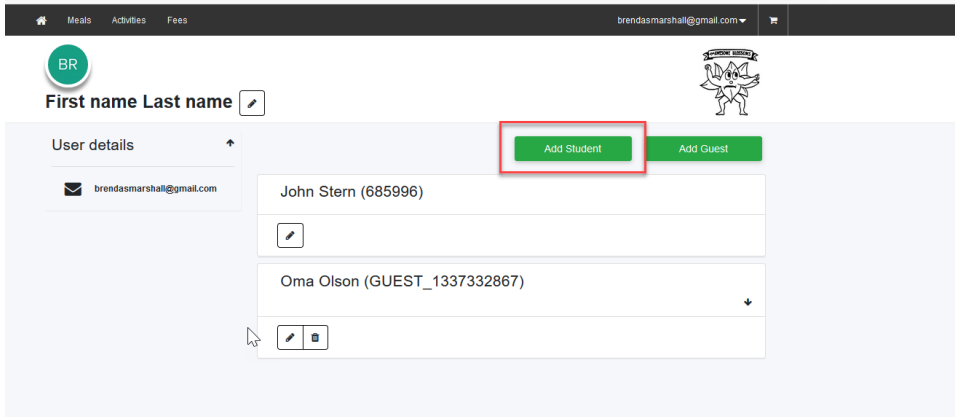 Meals Activities Fees brendasmarshall@gmail.com
BR
First name Last name
User details
Add Student Add Guest
brendasmarshall@gmail.com
John Stern (685996)
Oma Olson (GUEST_1337332867)